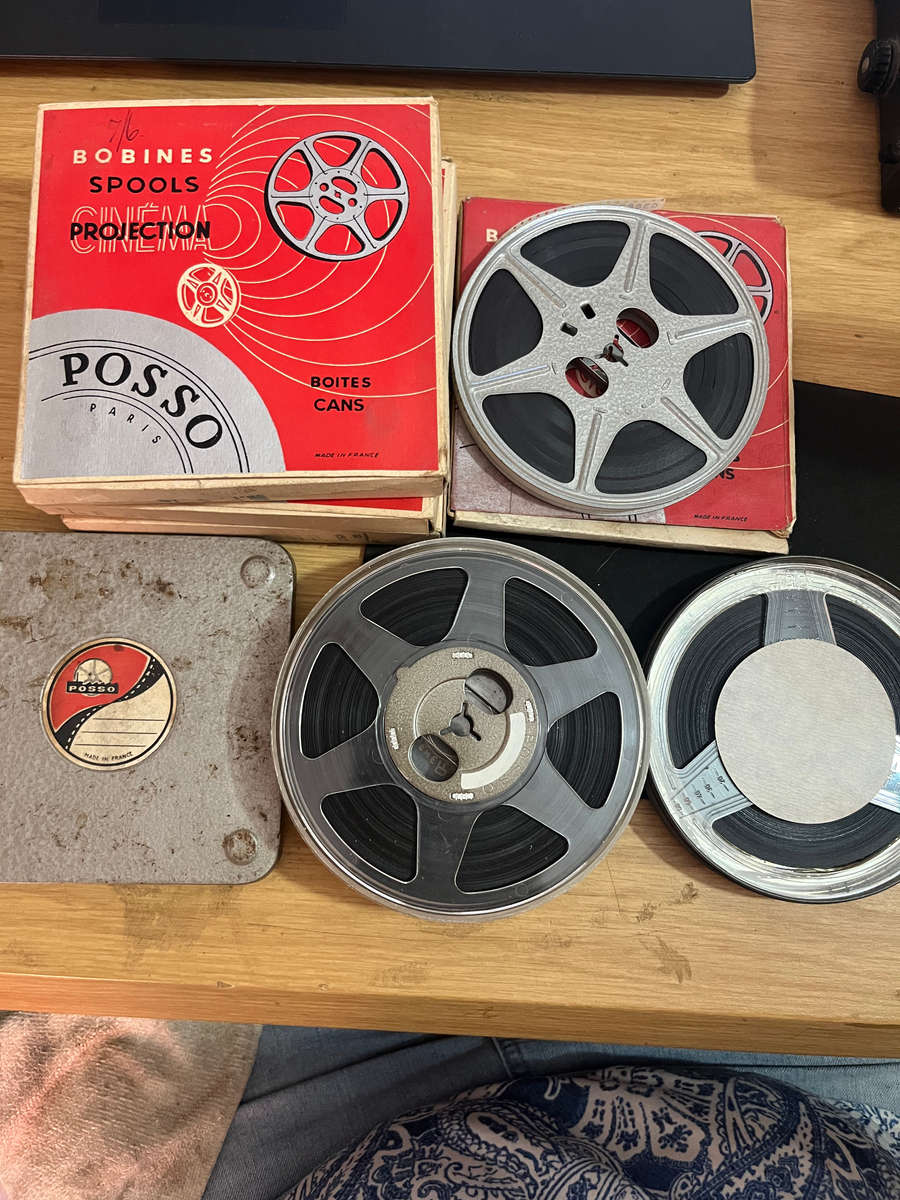 7/6
BOBINES
SPOOLS
CINÉMA
PROJECTION
POSSO
PARIS
BOITES
CANS
MADE IN FRANCE
B
NS
MADE IN FRANCE
POSSO
MADE IN FRANCE